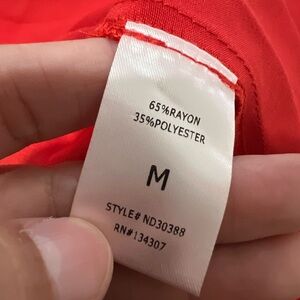 65%RAYON
35%POLYESTER
M
STYLE# ND30388
RN#134307